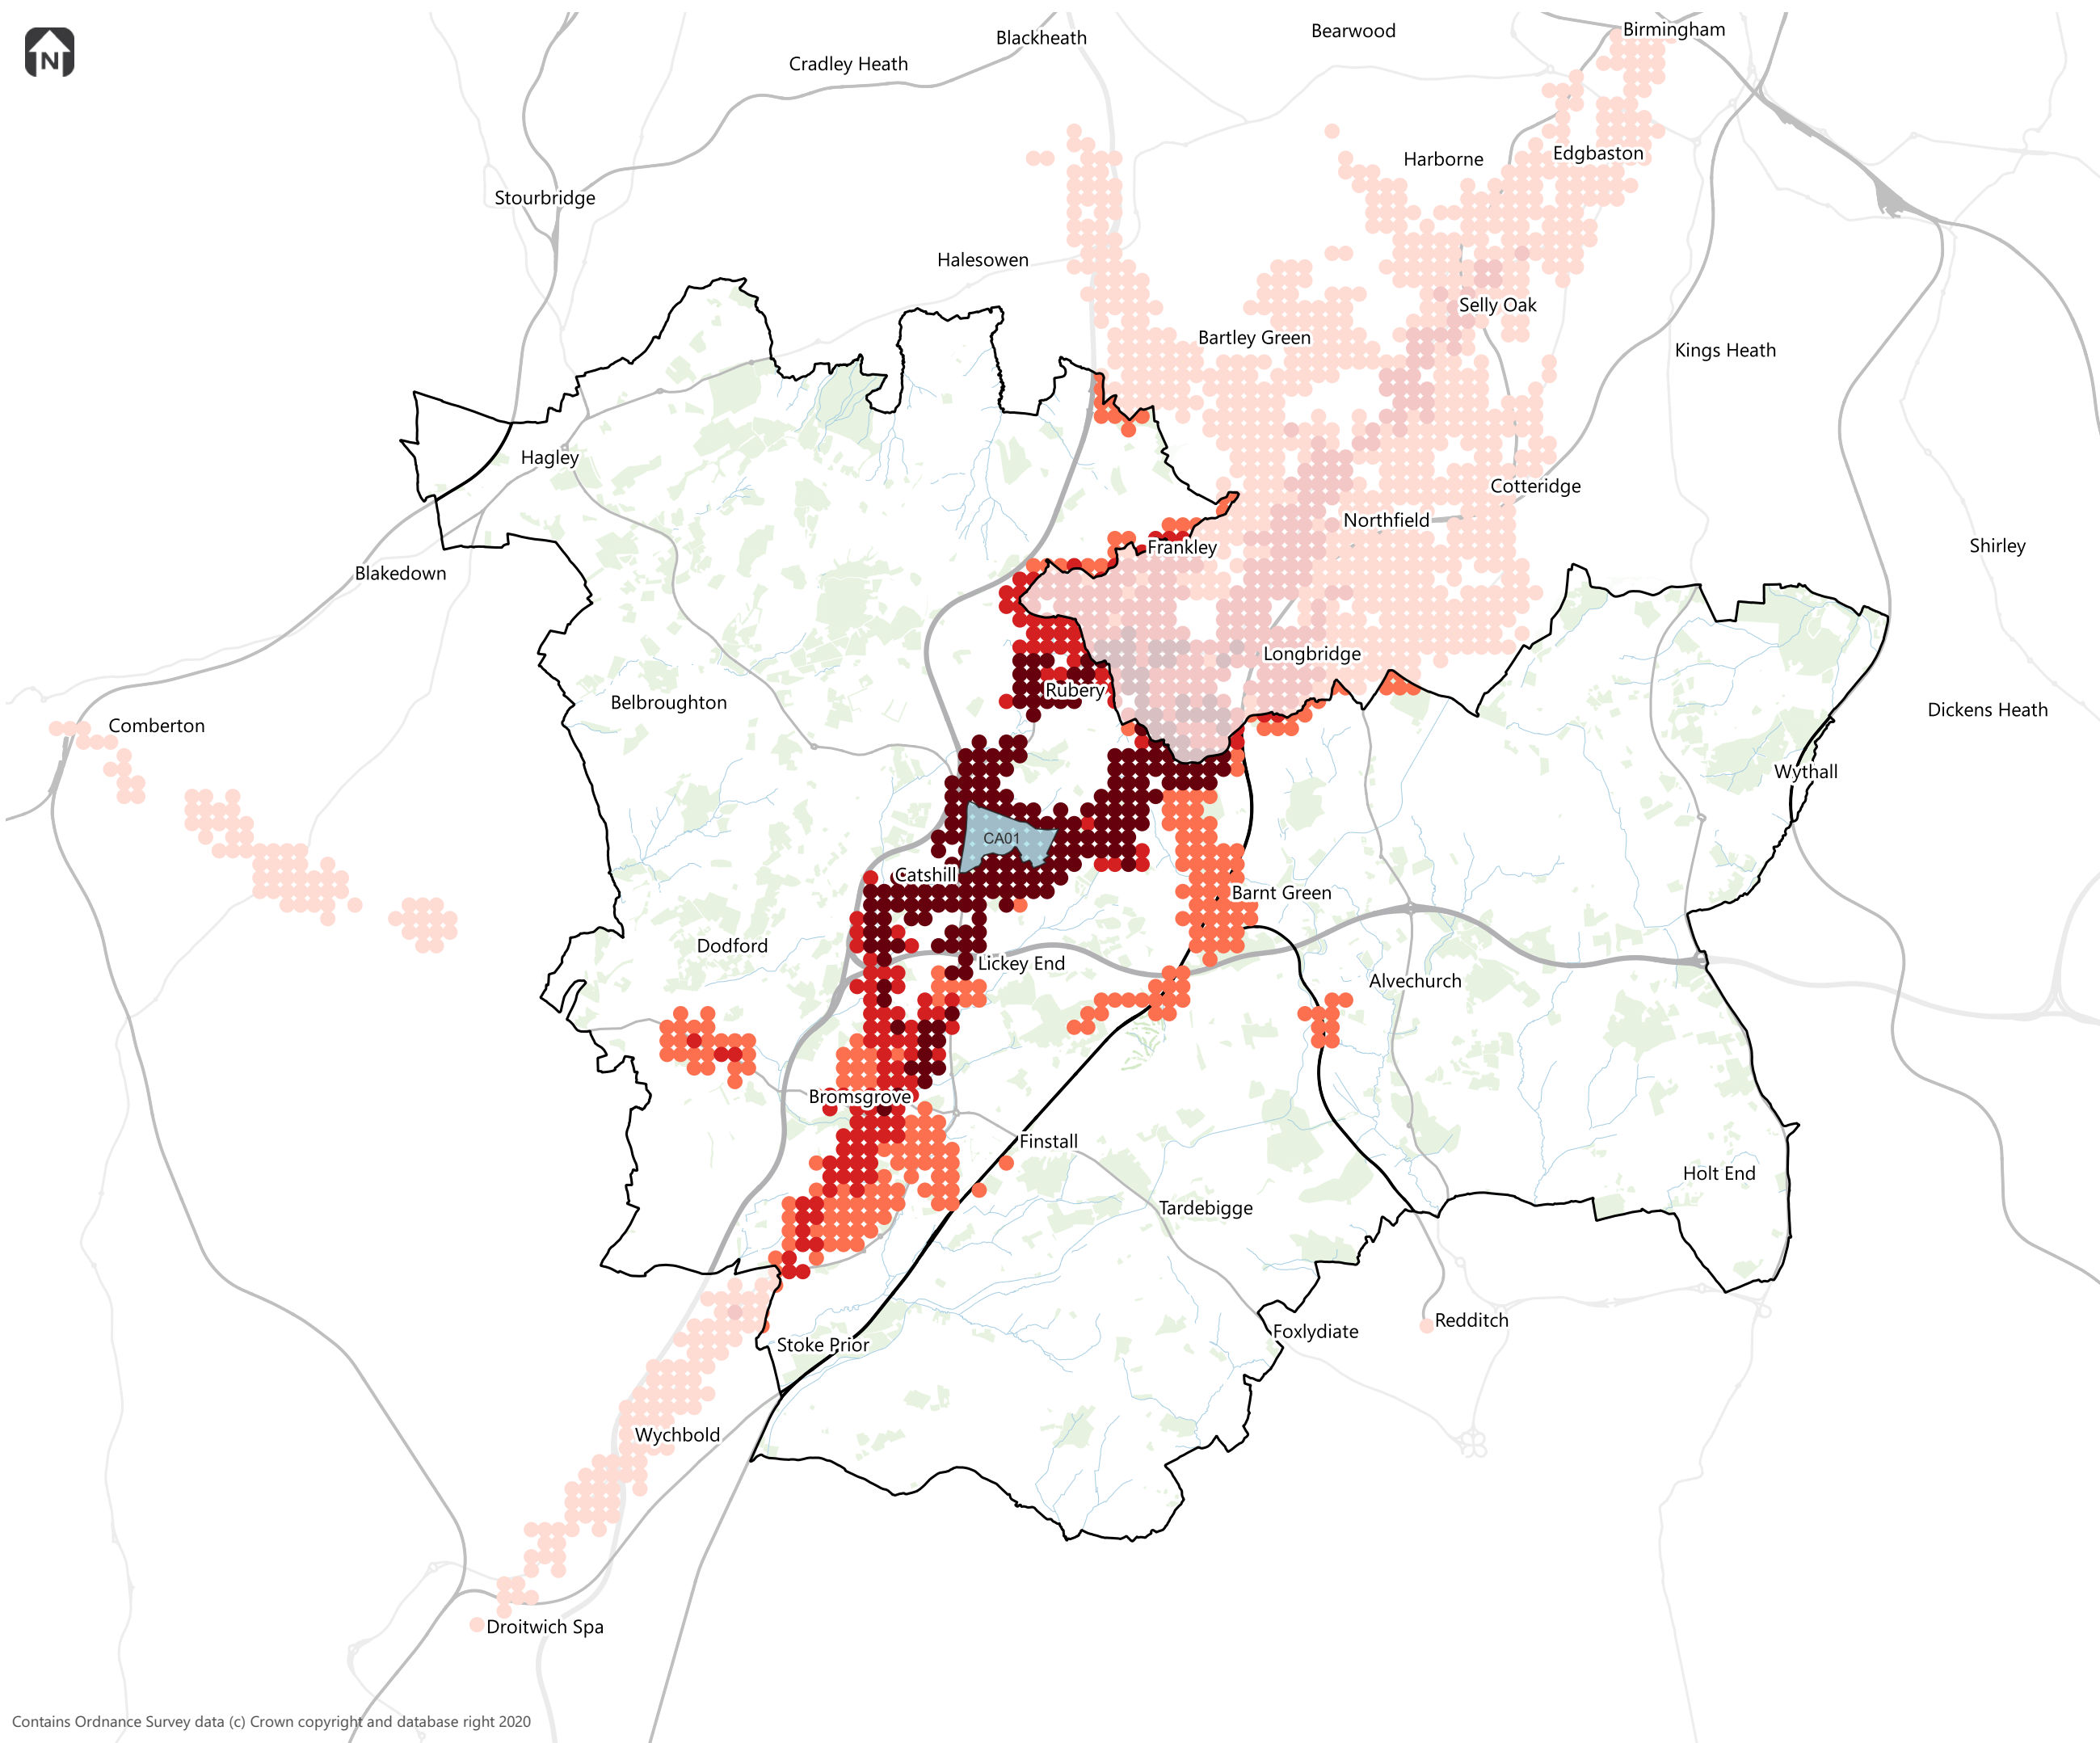 Birmingham
Bearwood
Blackheath
Cradley Heath
N
Harborne
Edgbaston
Stourbridge
Halesowen
Selly Oak
Bartley Green
Kings Heath
Hagley
Cotteridge
Northfield
Frankley
Shirley
Blakedown
Longbridge
Rubery
Belbroughton
Dickens Heath
Comberton
Wythall
CA01
Catshill
Barnt Green
Dodford
Lickey End
Alvechurch
Bromsgrove
Finstall
Holt End
Tardebigge
Redditch
Foxlydiate
Stoke Prior
Wychbold
Droitwich Spa
Contains Ordnance Survey data (c) Crown copyright and database right 2020